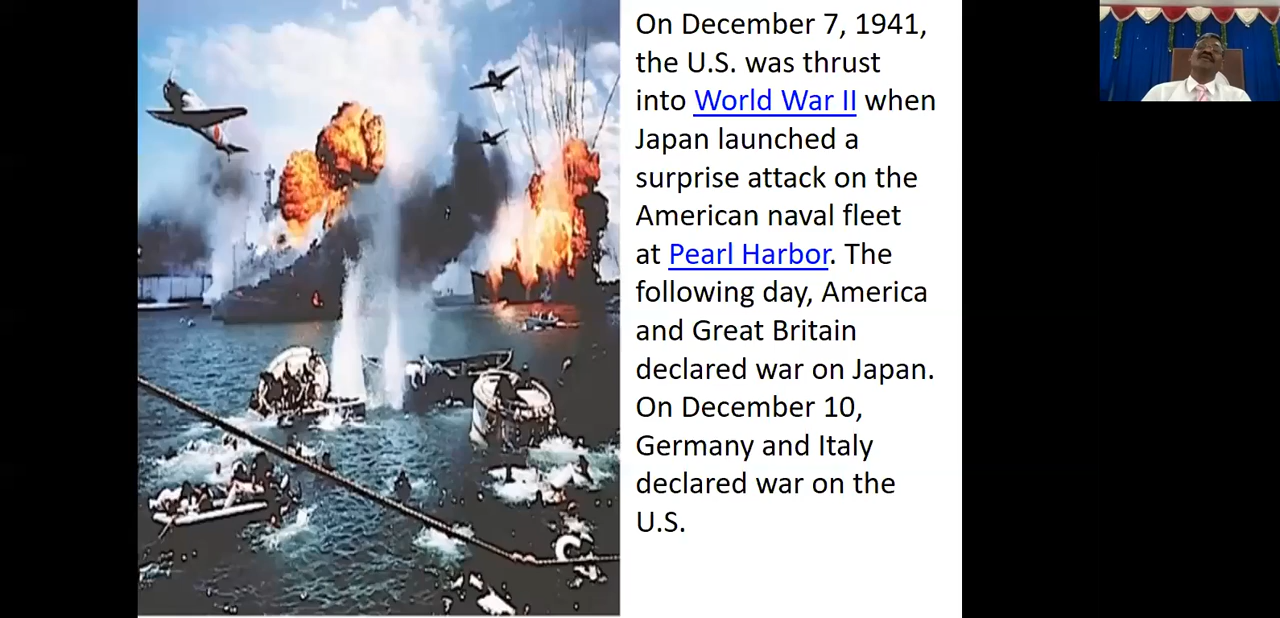 On December 7, 1941,
the U.S. was thrust
into World War II when
Japan launched a
surprise attack on the
American naval fleet
at Pearl Harbor. The
following day, America
and Great Britain
declared war on Japan.
On December 10,
Germany and Italy
declared war on the
U.S.